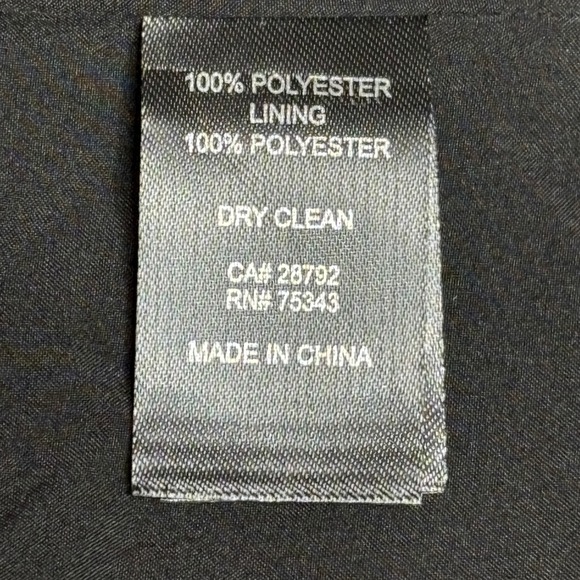 100% POLYESTER
LINING
100% POLYESTER
DRY CLEAN
CA# 28792
RN# 75343
MADE IN CHINA